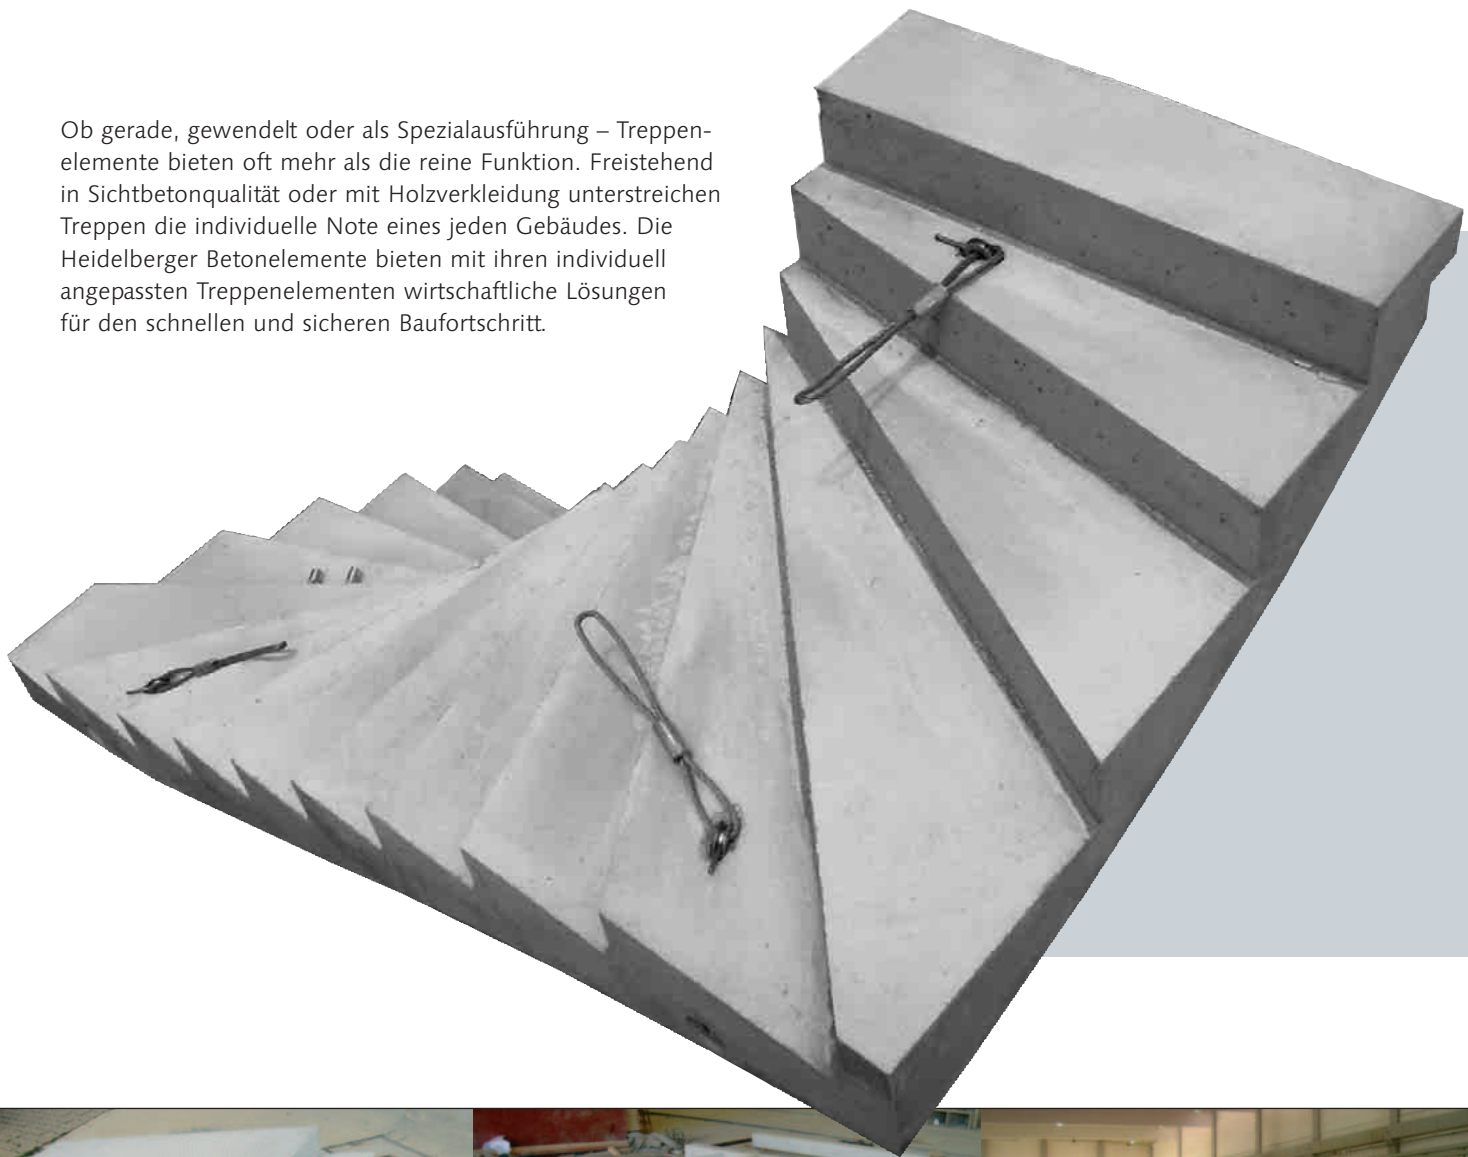 Ob gerade, gewendelt oder als Spezialausführung – Treppen-
elemente bieten oft mehr als die reine Funktion. Freistehend
in Sichtbetonqualität oder mit Holzverkleidung unterstreichen
Treppen die individuelle Note eines jeden Gebäudes. Die
Heidelberger Betonelemente bieten mit ihren individuell
angepassten Treppenelementen wirtschaftliche Lösungen
für den schnellen und sicheren Baufortschritt.